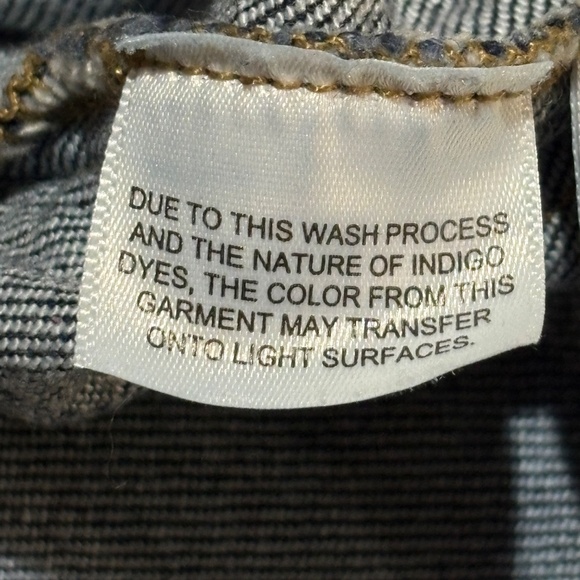 DUE TO THIS WASH PROCESS
AND THE NATURE OF INDIGO
DYES, THE COLOR FROM THIS
GARMENT MAY TRANSFER
ONTO LIGHT SURFACES.